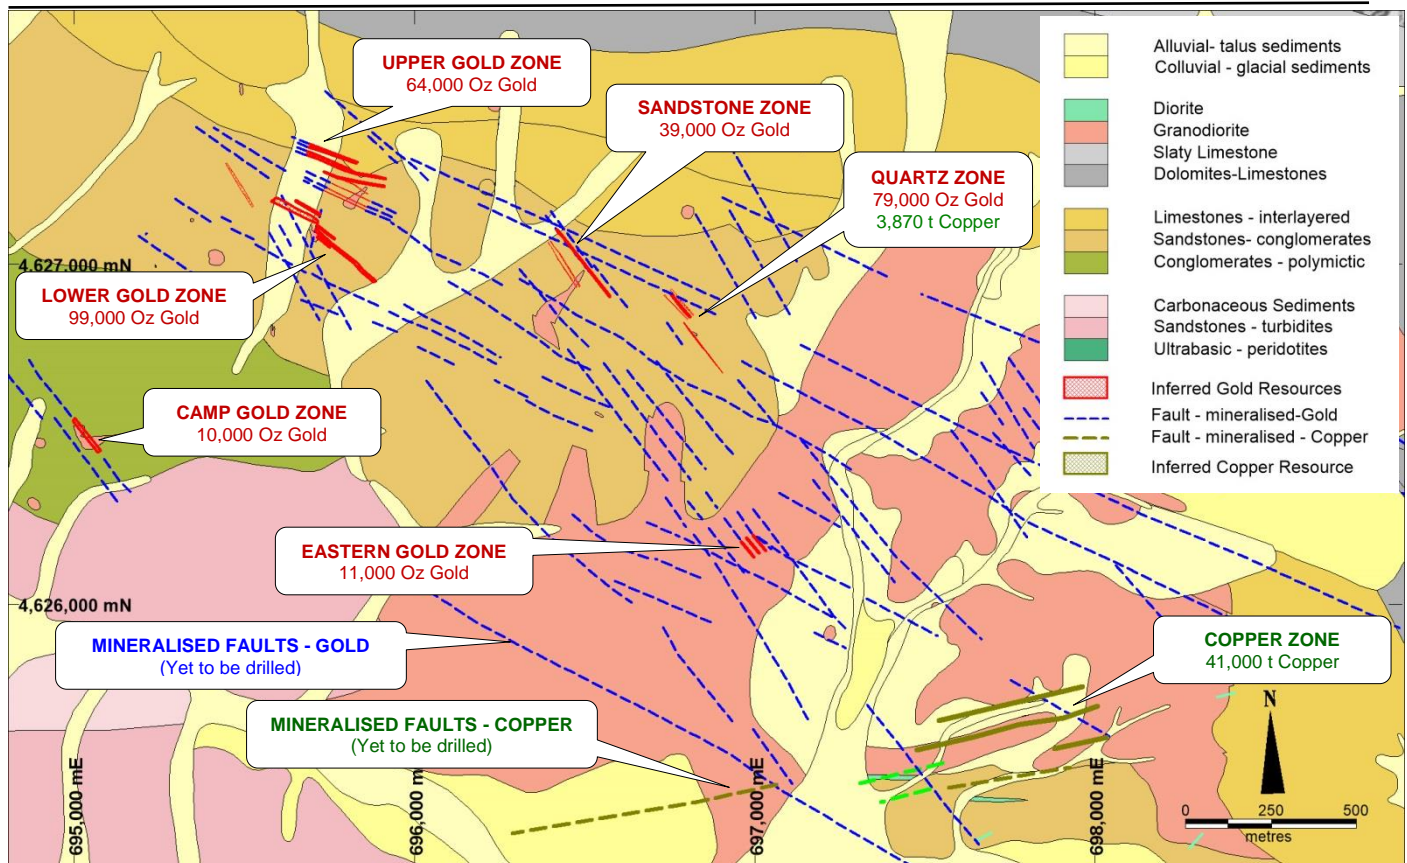 UPPER GOLD ZONE
64,000 Oz Gold
SANDSTONE ZONE
39,000 Oz Gold
QUARTZ ZONE
79,000 Oz Gold
3,870 t Copper
4,627,000 mN
LOWER GOLD ZONE
99,000 Oz Gold
CAMP GOLD ZONE
10,000 Oz Gold
EASTERN GOLD ZONE
11,000 Oz Gold
4,626,000 mN
MINERALISED FAULTS - GOLD
(Yet to be drilled)
MINERALISED FAULTS - COPPER
(Yet to be drilled)
COPPER ZONE
41,000 t Copper
695,000 mE
696,000 mE
697,000 mE
698,000 mE
Alluvial- talus sediments
Colluvial - glacial sediments
Diorite
Granodiorite
Slaty Limestone
Dolomites-Limestones
Limestones - interlayered
Sandstones- conglomerates
Conglomerates - polymictic
Carbonaceous Sediments
Sandstones - turbidites
Ultrabasic - peridotites
Inferred Gold Resources
Fault - mineralised-Gold
Fault - mineralised - Copper
Inferred Copper Resource
N
0 250 500
metres